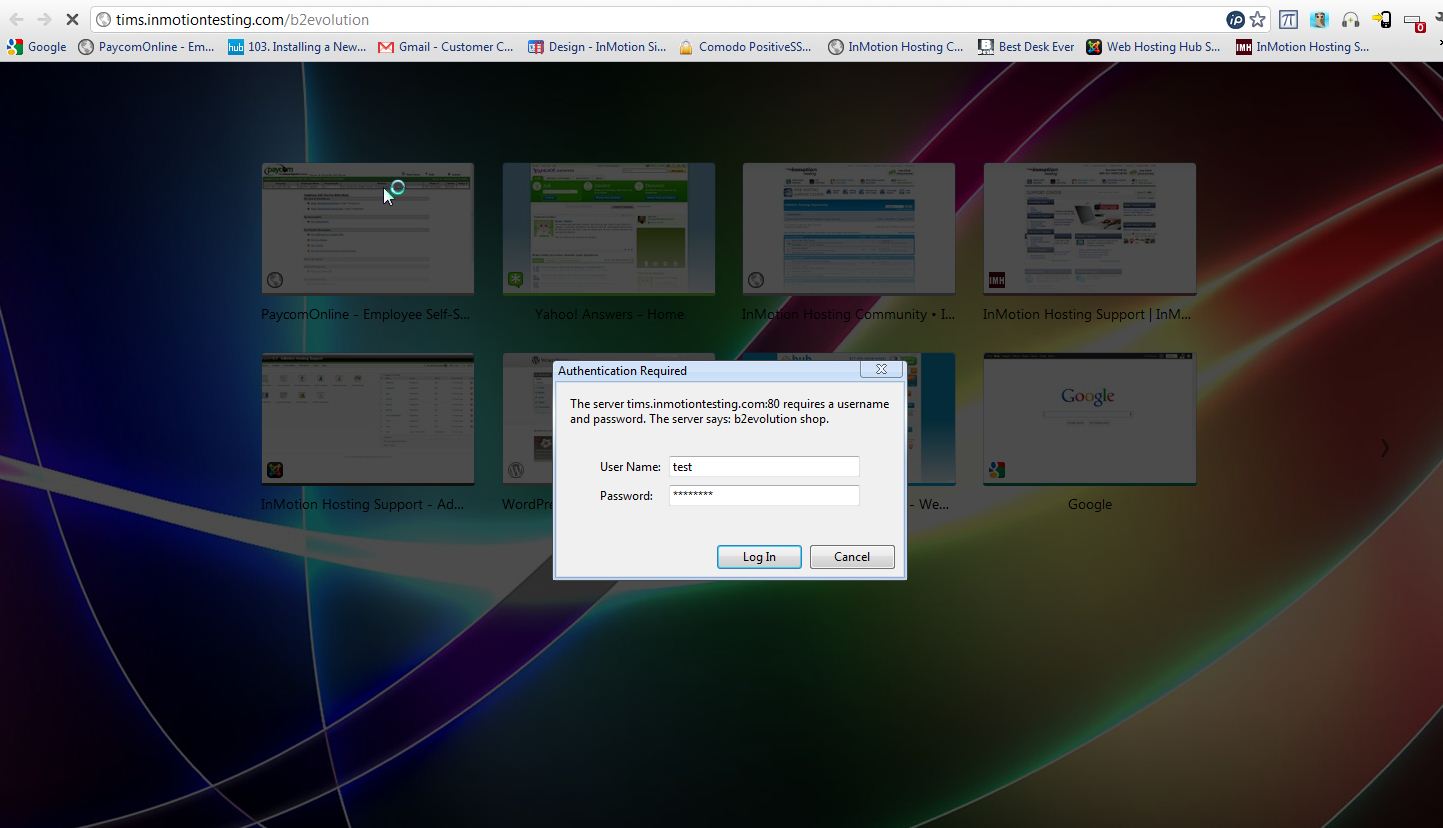 tims.inmotiontesting.com/b2evolution
Google PaycomOnline - Em... 103. Installing a New... Gmail - Customer C... Design - InMotion Si... Comodo PositiveSS... InMotion Hosting C... Best Desk Ever Web Hosting Hub S... InMotion Hosting S...
PaycomOnline - Employee Self-S... Yahoo! Answers - Home InMotion Hosting Community • I... InMotion Hosting Support | InM...
Google
InMotion Hosting Support - Ad... WordPre - We... Google
Authentication Required
The server tims.inmotiontesting.com:80 requires a username
and password. The server says: b2evolution shop.
User Name: test
Password: ********
Log In Cancel